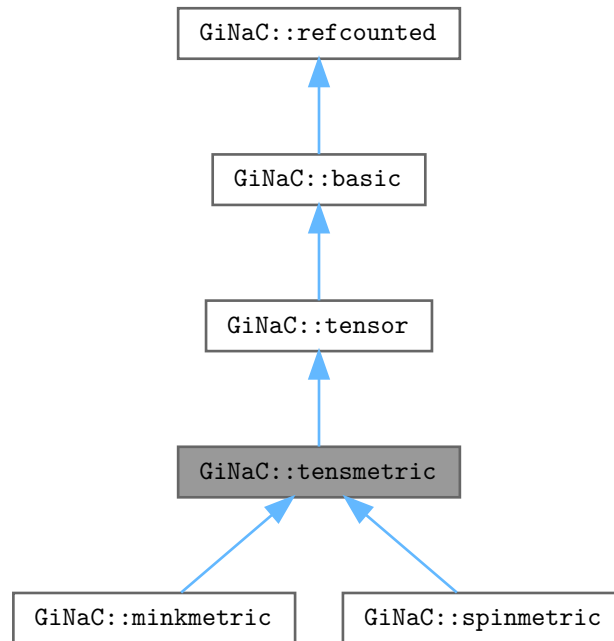 GiNaC::refcounted
GiNaC::basic
GiNaC::tensor
GiNaC::tensmetric
GiNaC::minkmetric
GiNaC::spinmetric